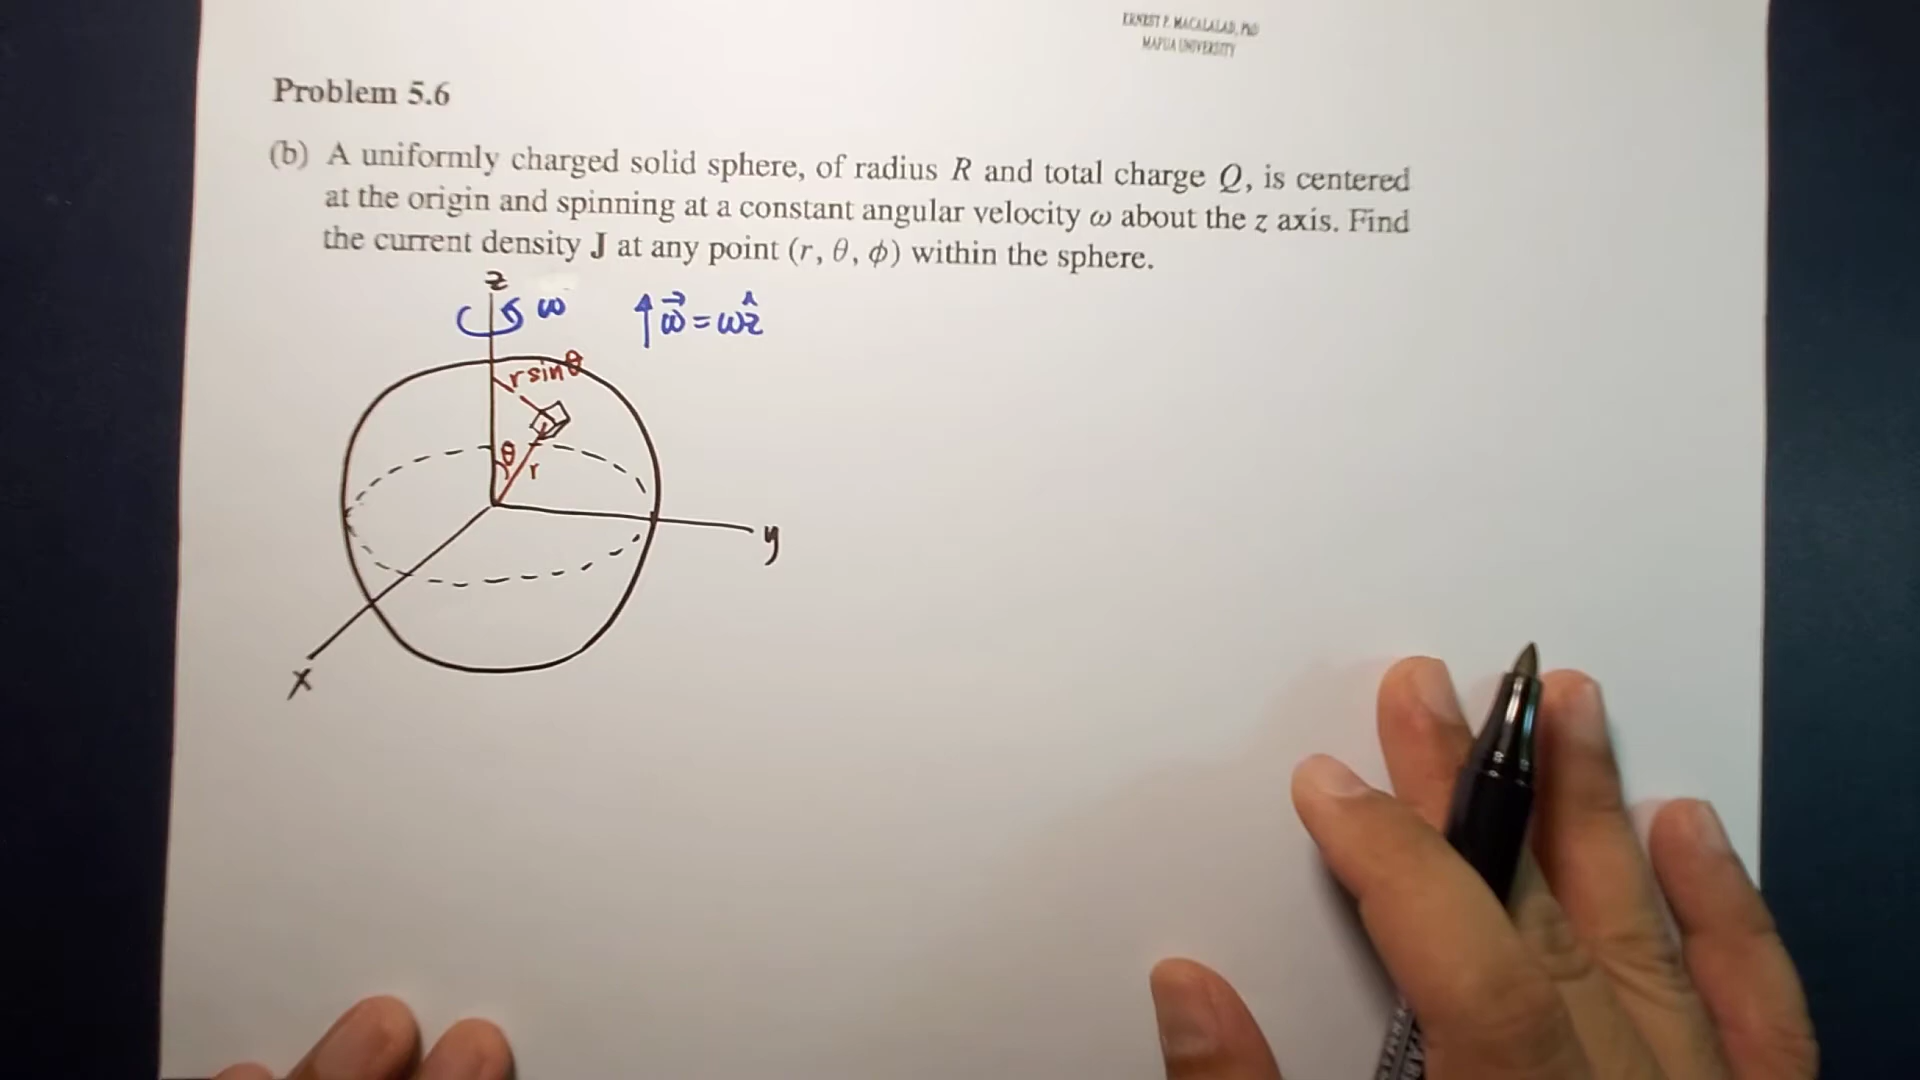 ERNEST P. MACALALAD, PhD
MAPUA UNIVERSITY
Problem 5.6
(b) A uniformly charged solid sphere, of radius R and total charge Q, is centered
at the origin and spinning at a constant angular velocity ω about the z axis. Find
the current density J at any point (r, θ, ϕ) within the sphere.
z
ω
ω⃗ = ωẑ
r sinθ
θ
r
y
x